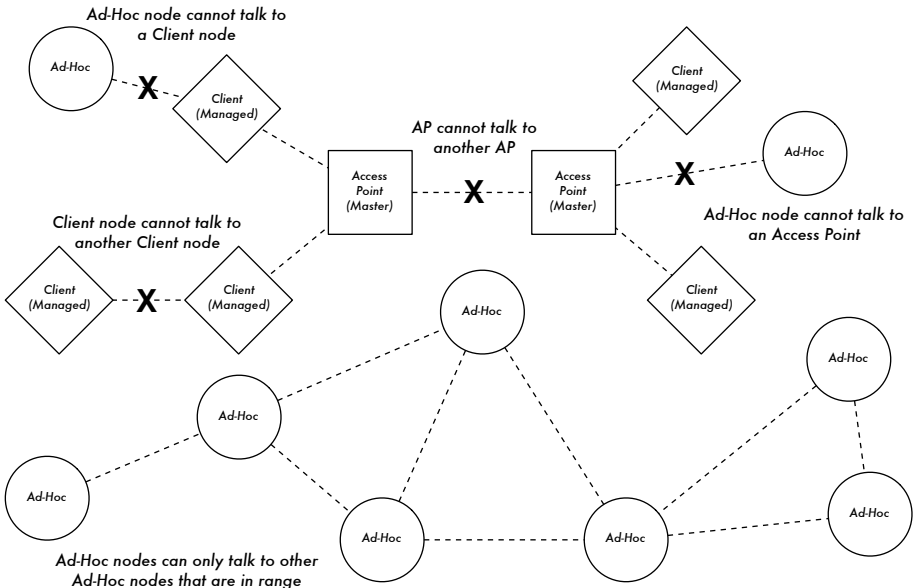 Ad-Hoc node cannot talk to
a Client node
Ad-Hoc
X
Client
(Managed)
Client
(Managed)
AP cannot talk to
another AP
Access
Point
(Master)
X
Access
Point
(Master)
X
Ad-Hoc
Ad-Hoc node cannot talk to
an Access Point
Client node cannot talk to
another Client node
Client
(Managed)
X
Client
(Managed)
Client
(Managed)
Ad-Hoc
Ad-Hoc
Ad-Hoc
Ad-Hoc
Ad-Hoc
Ad-Hoc
Ad-Hoc
Ad-Hoc nodes can only talk to other
Ad-Hoc nodes that are in range